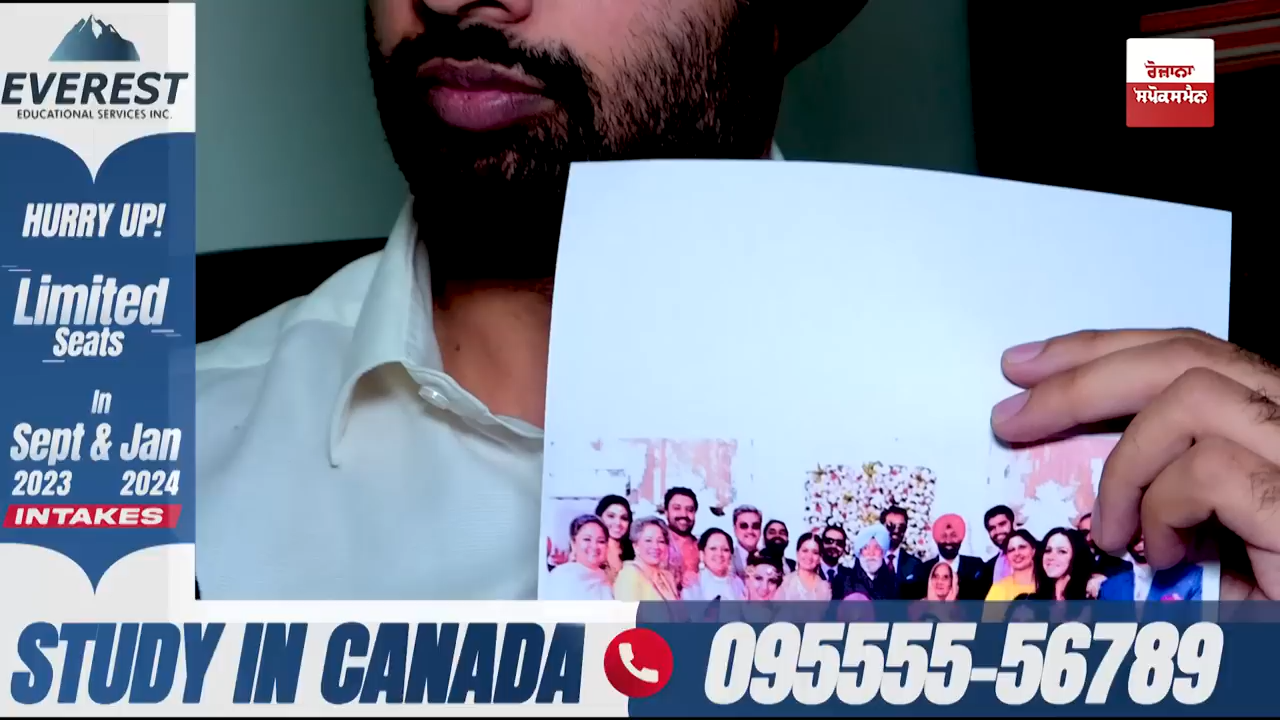 EVEREST
EDUCATIONAL SERVICES INC.
HURRY UP!
Limited
Seats
In
Sept & Jan
2023 2024
INTAKES
ਰੋਜ਼ਾਨਾ
ਸਪੋਕਸਮੈਨ
STUDY IN CANADA
095555-56789